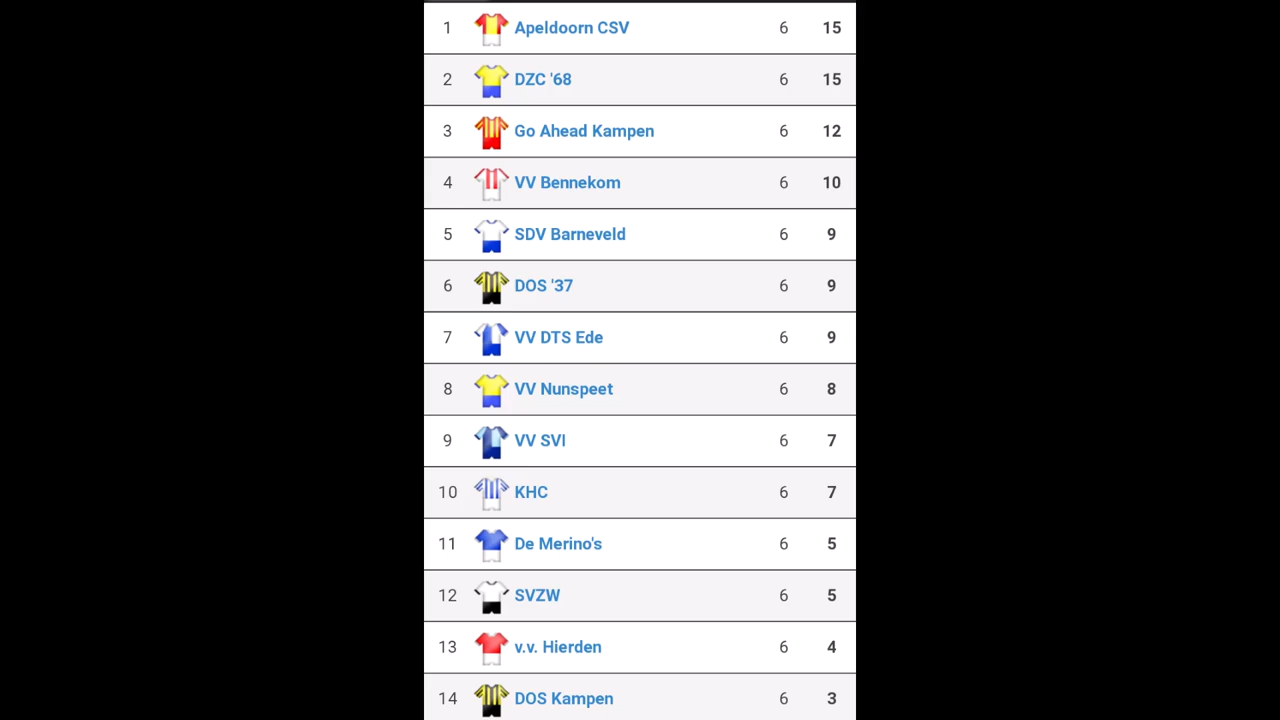 1 Apeldoorn CSV 6 15
2 DZC '68 6 15
3 Go Ahead Kampen 6 12
4 VV Bennekom 6 10
5 SDV Barneveld 6 9
6 DOS '37 6 9
7 VV DTS Ede 6 9
8 VV Nunspeet 6 8
9 VV SVI 6 7
10 KHC 6 7
11 De Merino's 6 5
12 SVZW 6 5
13 v.v. Hierden 6 4
14 DOS Kampen 6 3